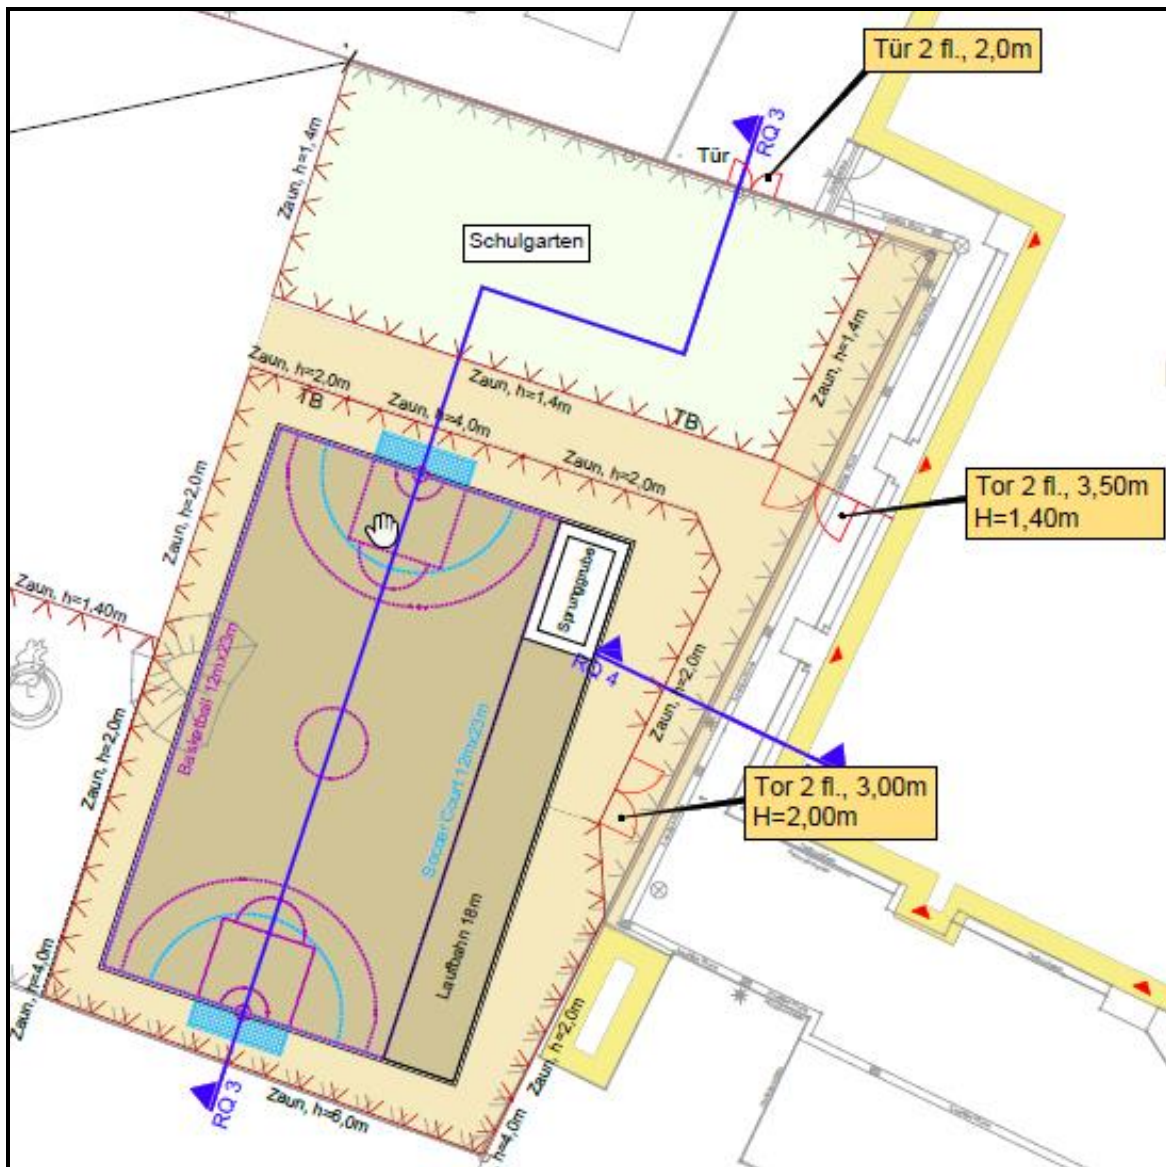 Tür 2 fl., 2,0m
RQ 3
Tür
Zaun, h=1,4m
Schulgarten
Zaun, h=1,4m
Zaun, h=2,0m
TB
Zaun, h=4,0m
Zaun, h=1,4m
TB
Zaun, h=2,0m
Tor 2 fl., 3,50m
H=1,40m
Zaun, h=2,0m
Sprunggrube
Zaun, h=1,40m
RQ 4
Basketball 12mx23m
Zaun, h=2,0m
Zaun, h=2,0m
Soccer Court 12mx23m
Tor 2 fl., 3,00m
H=2,00m
Laufbahn 18m
Zaun, h=4,0m
Zaun, h=2,0m
RQ 3
Zaun, h=6,0m
h=4,0m